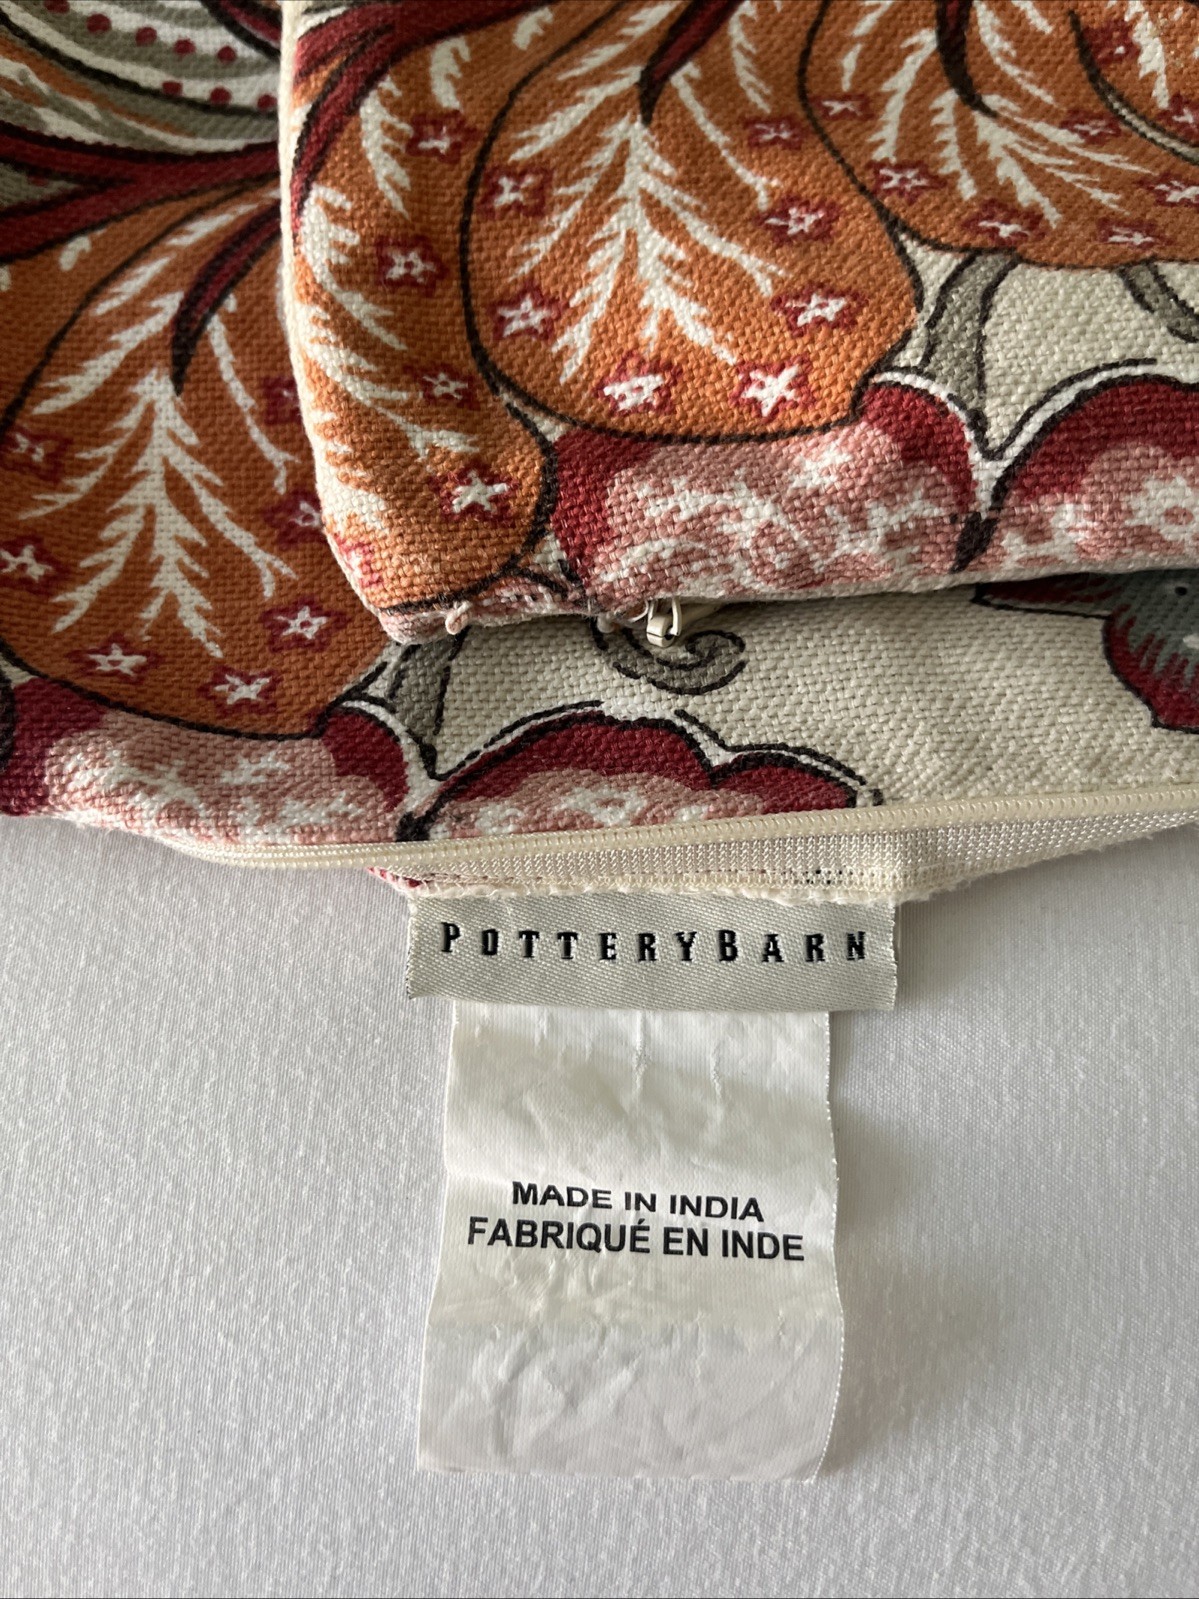 POTTERYBARN
MADE IN INDIA
FABRIQUÉ EN INDE